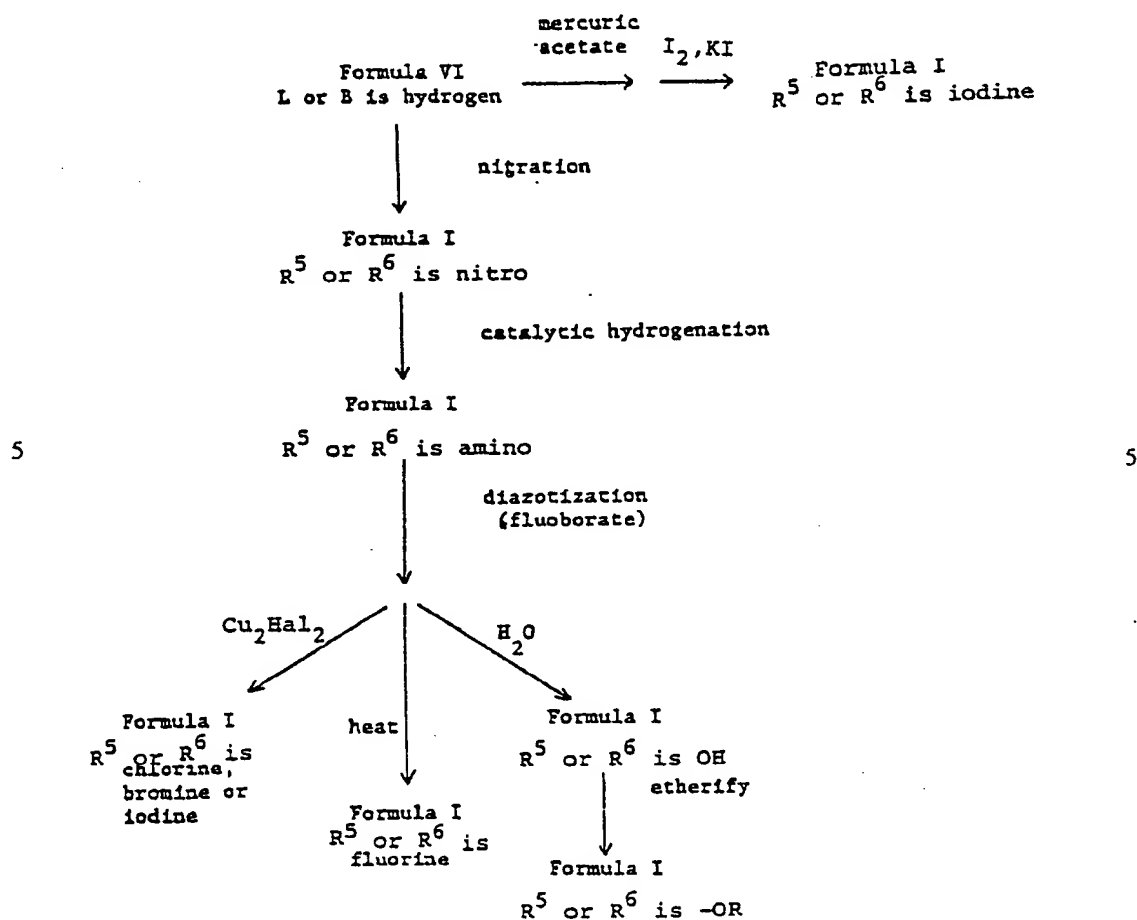 mercuric
acetate I₂,KI
Formula VI
L or B is hydrogen
Formula I
R⁵ or R⁶ is iodine
nitration
Formula I
R⁵ or R⁶ is nitro
catalytic hydrogenation
Formula I
R⁵ or R⁶ is amino
5
5
diazotization
(fluoborate)
Cu₂Hal₂
H₂O
heat
Formula I
R⁵ or R⁶ is
chlorine,
bromine or
iodine
Formula I
R⁵ or R⁶ is
fluorine
Formula I
R⁵ or R⁶ is OH
etherify
Formula I
R⁵ or R⁶ is -OR